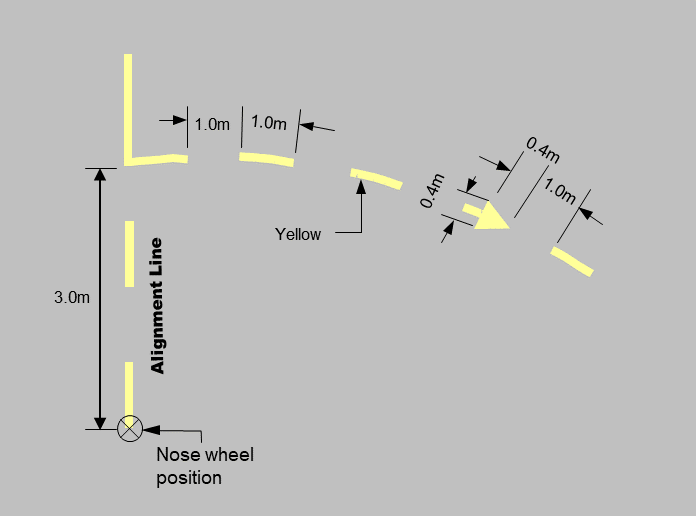 1.0m
1.0m
0.4m
1.0m
0.4m
Yellow
3.0m
Alignment Line
Nose wheel
position